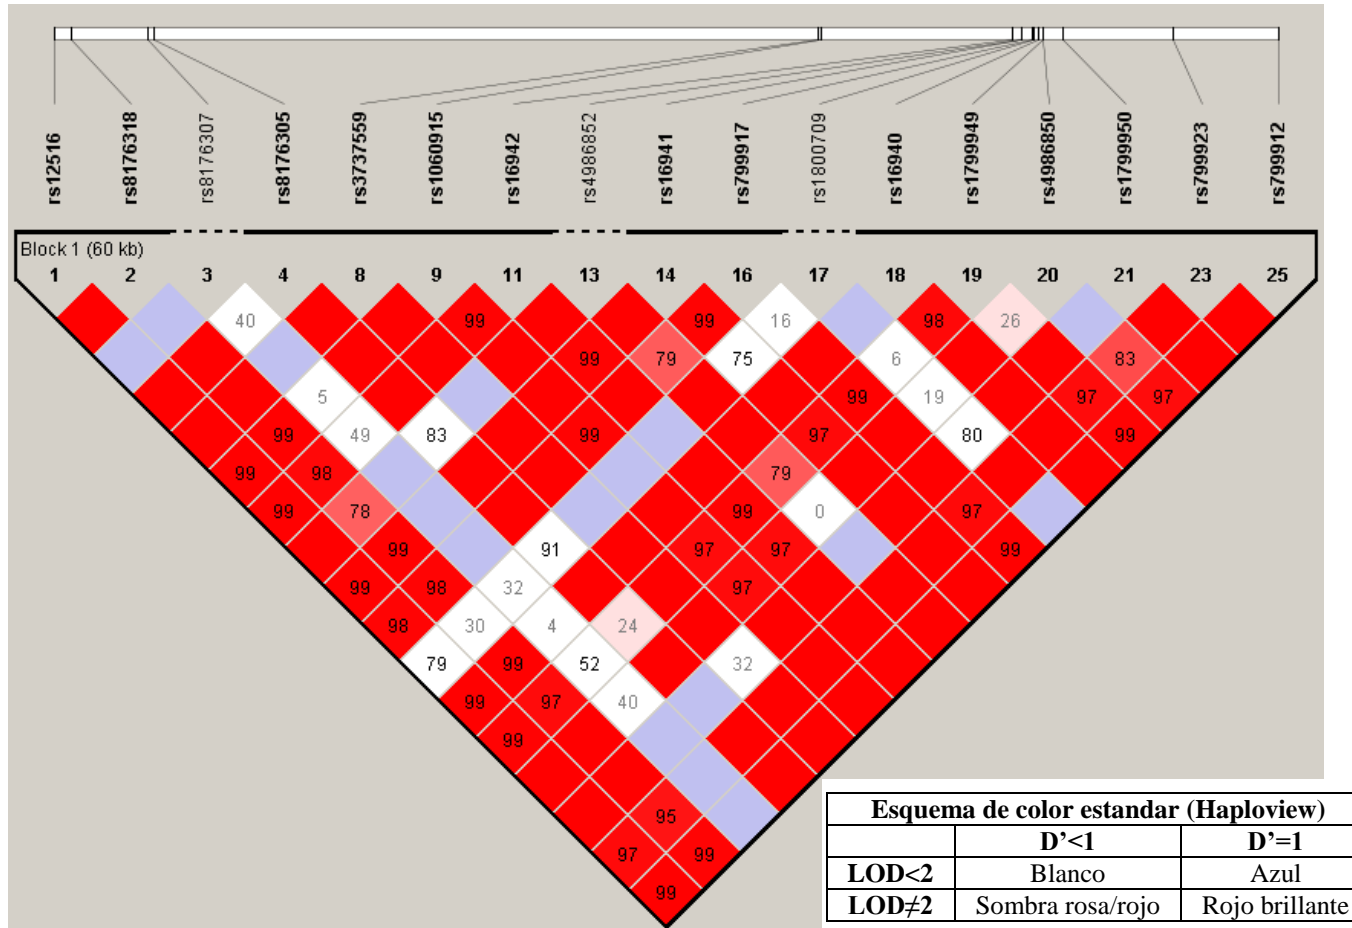 rs12516
rs8176318
rs8176307
rs8176305
rs3737559
rs1060915
rs16942
rs4986852
rs16941
rs799917
rs1800709
rs16940
rs1799949
rs4986850
rs1799950
rs799923
rs799912
Block 1 (60 kb)
1 2 3 4 8 9 11 13 14 16 17 18 19 20 21 23 25
40 99 99 16 98 26
99 79 75 6 83
5 99 19 97 97
99 49 83 99 97 80 99
99 98 79
99 78 99 0 97
99 91 97 97 99
99 98 32 97
98 30 4 24
79 99 52 32
99 97 40
99
95
97 99
99
Esquema de color estandar (Haploview)
D’<1 D’=1
LOD<2 Blanco Azul
LOD≠2 Sombra rosa/rojo Rojo brillante